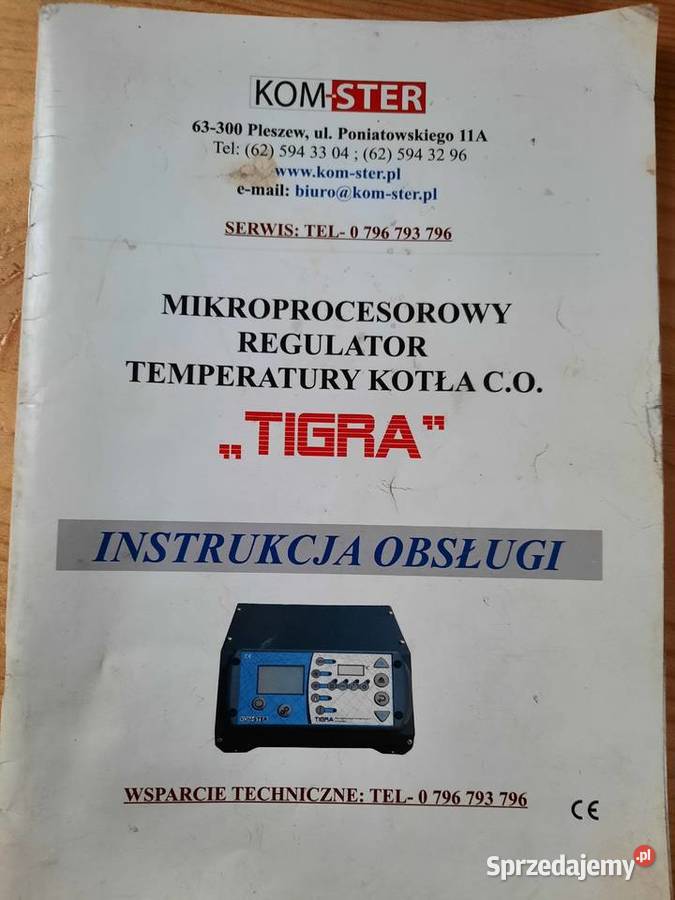 KOM-STER
63-300 Pleszew, ul. Poniatowskiego 11A
Tel: (62) 594 33 04 ; (62) 594 32 96
www.kom-ster.pl
e-mail: biuro@kom-ster.pl
SERWIS: TEL- 0 796 793 796
MIKROPROCESOROWY
REGULATOR
TEMPERATURY KOTŁA C.O.
„TIGRA”
INSTRUKCJA OBSŁUGI
KOM-STER
TIGRA
WSPARCIE TECHNICZNE: TEL- 0 796 793 796
CE
Sprzedajemy.pl